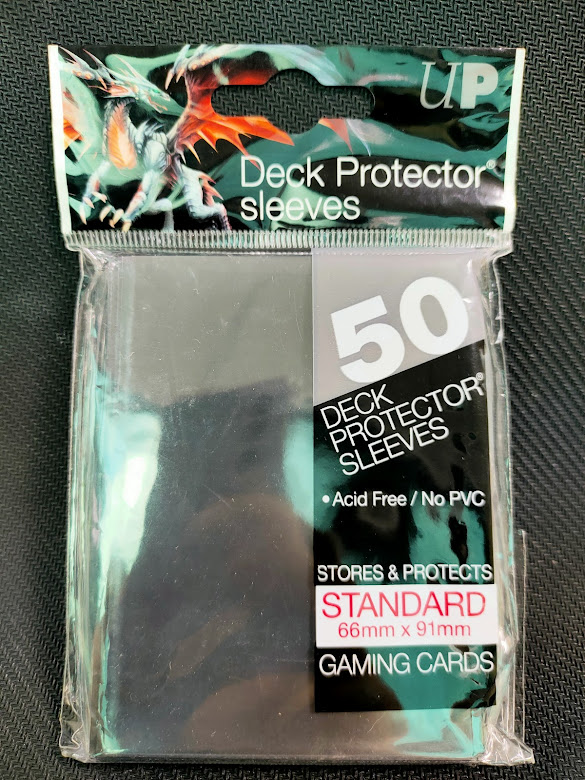 UP
Deck Protector®
sleeves
50
DECK
PROTECTOR®
SLEEVES
• Acid Free / No PVC
STORES & PROTECTS
STANDARD
66mm x 91mm
GAMING CARDS